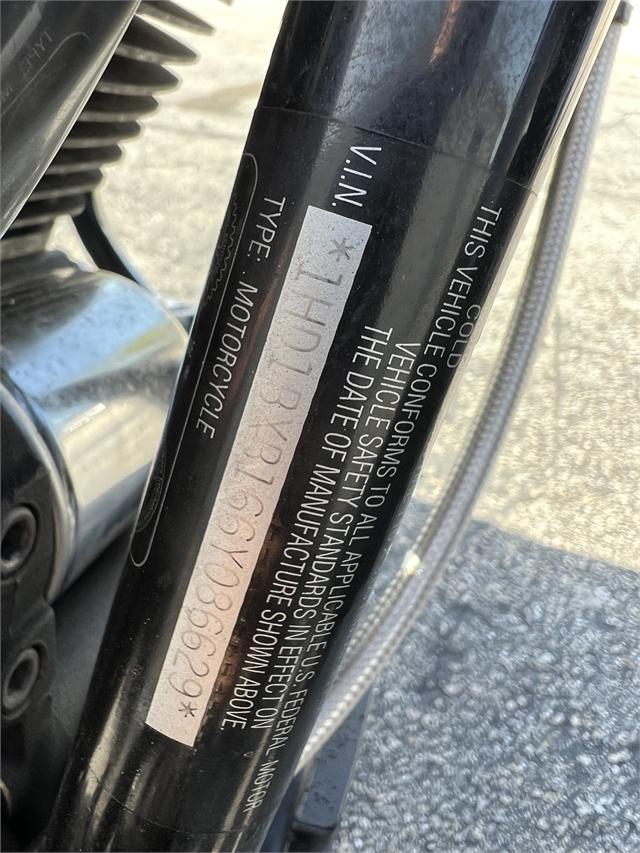 V.I.N.
*1HD1BXB166Y086629*
TYPE: MOTORCYCLE
COLD
THIS VEHICLE CONFORMS TO ALL APPLICABLE U.S. FEDERAL MOTOR
VEHICLE SAFETY STANDARDS IN EFFECT ON
THE DATE OF MANUFACTURE SHOWN ABOVE.